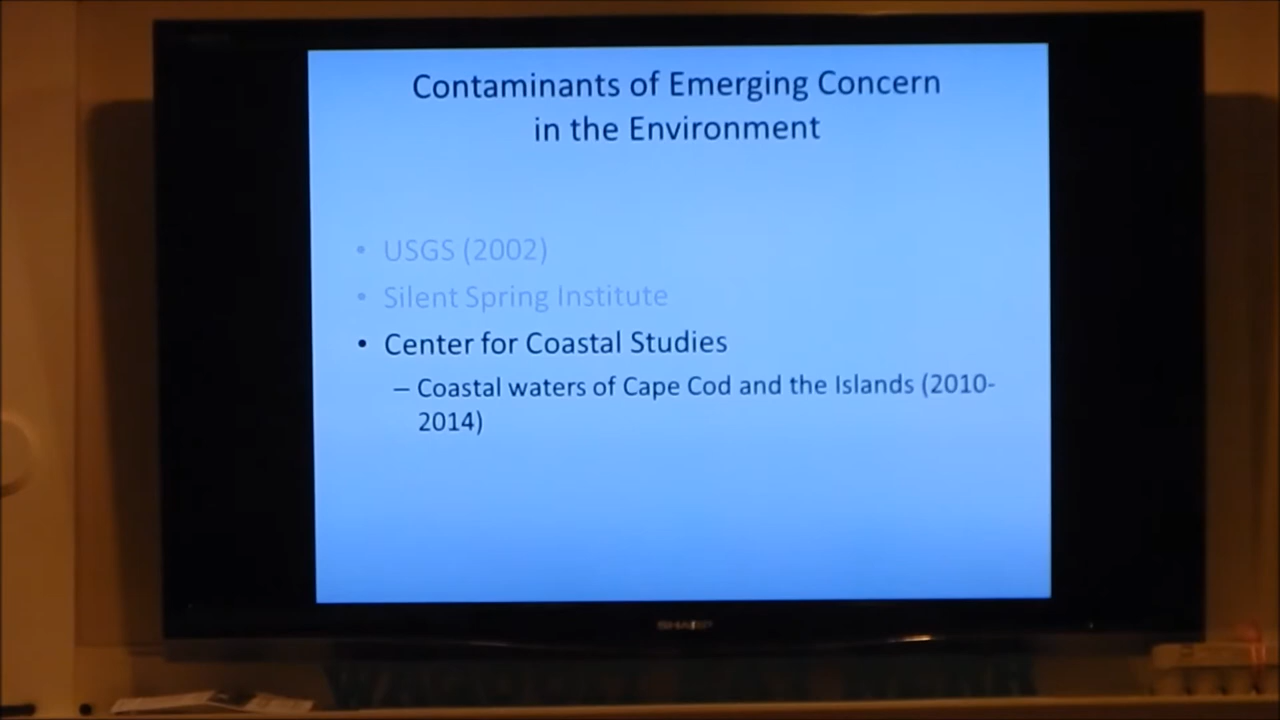 Contaminants of Emerging Concern
in the Environment
• USGS (2002)
• Silent Spring Institute
• Center for Coastal Studies
– Coastal waters of Cape Cod and the Islands (2010-
2014)
SHARP